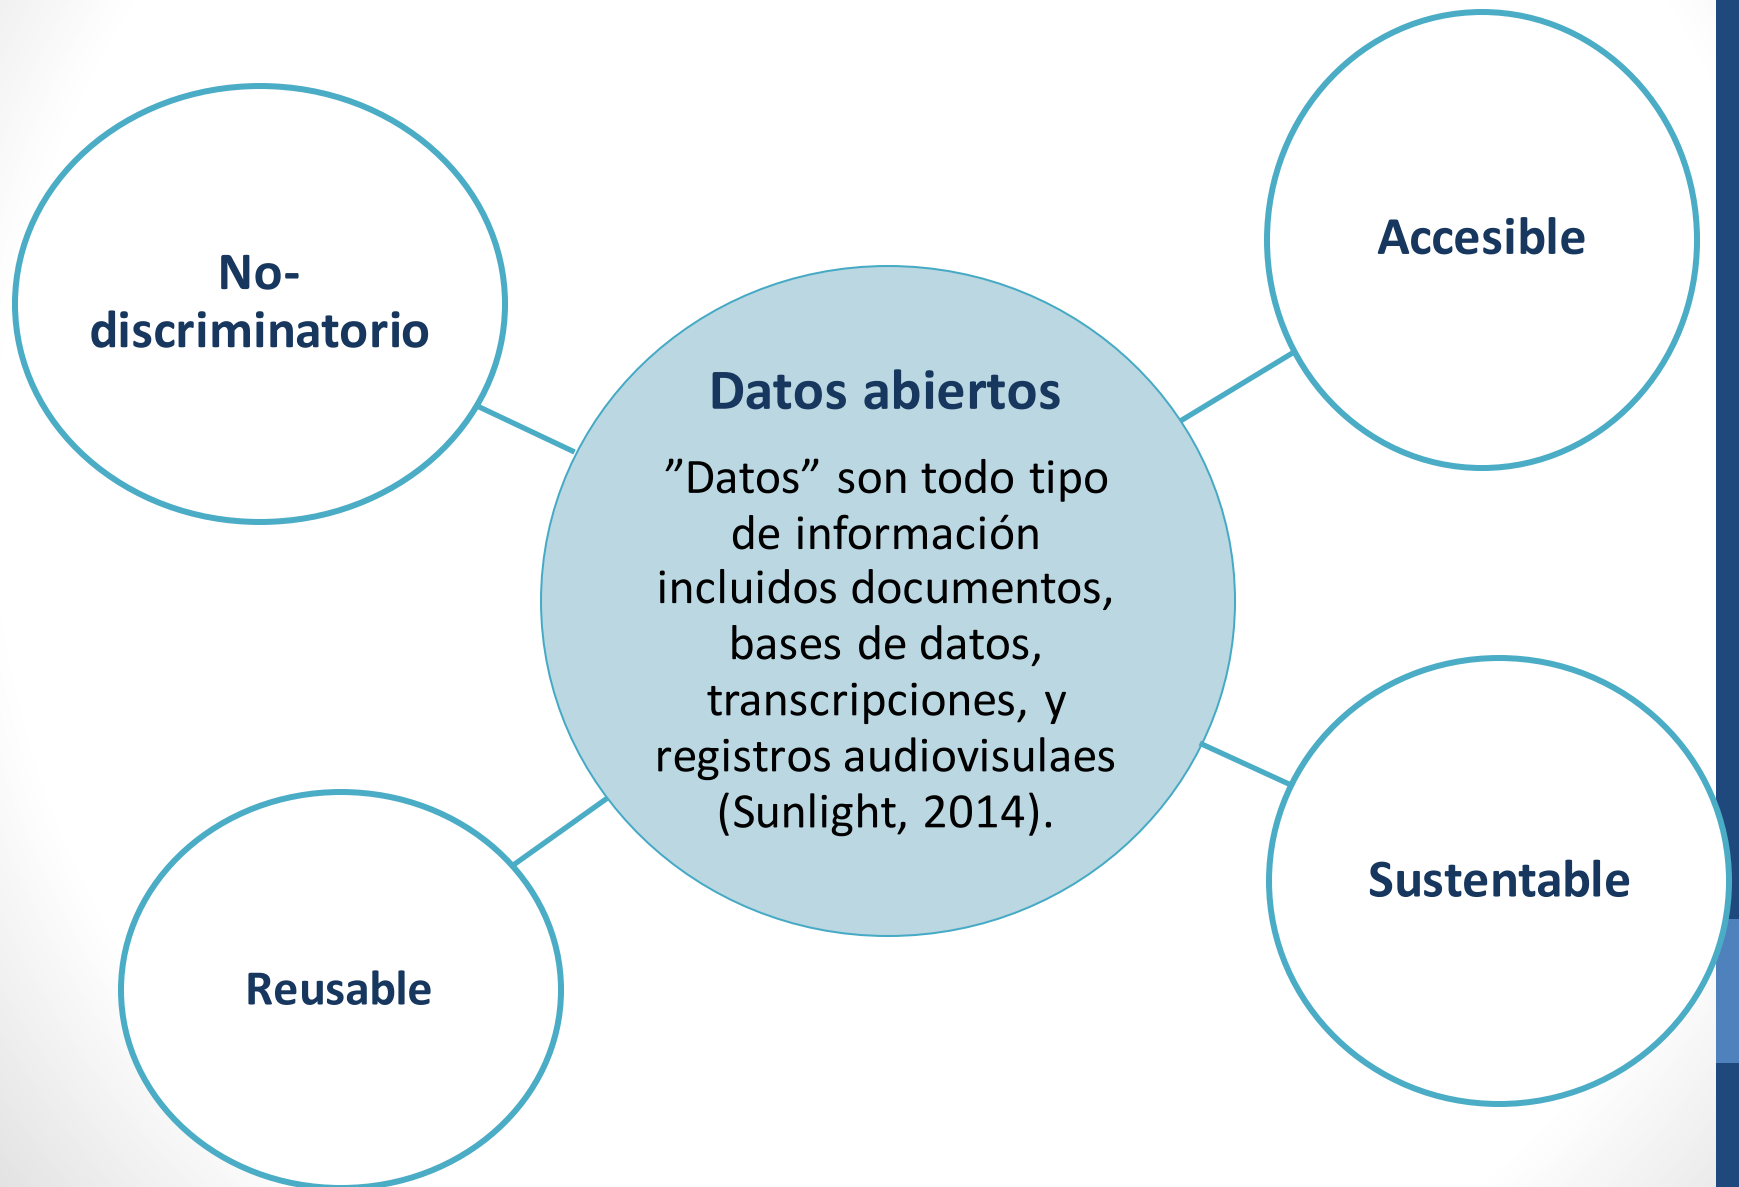 No-
discriminatorio
Accesible
Datos abiertos
”Datos” son todo tipo
de información
incluidos documentos,
bases de datos,
transcripciones, y
registros audiovisulaes
(Sunlight, 2014).
Sustentable
Reusable